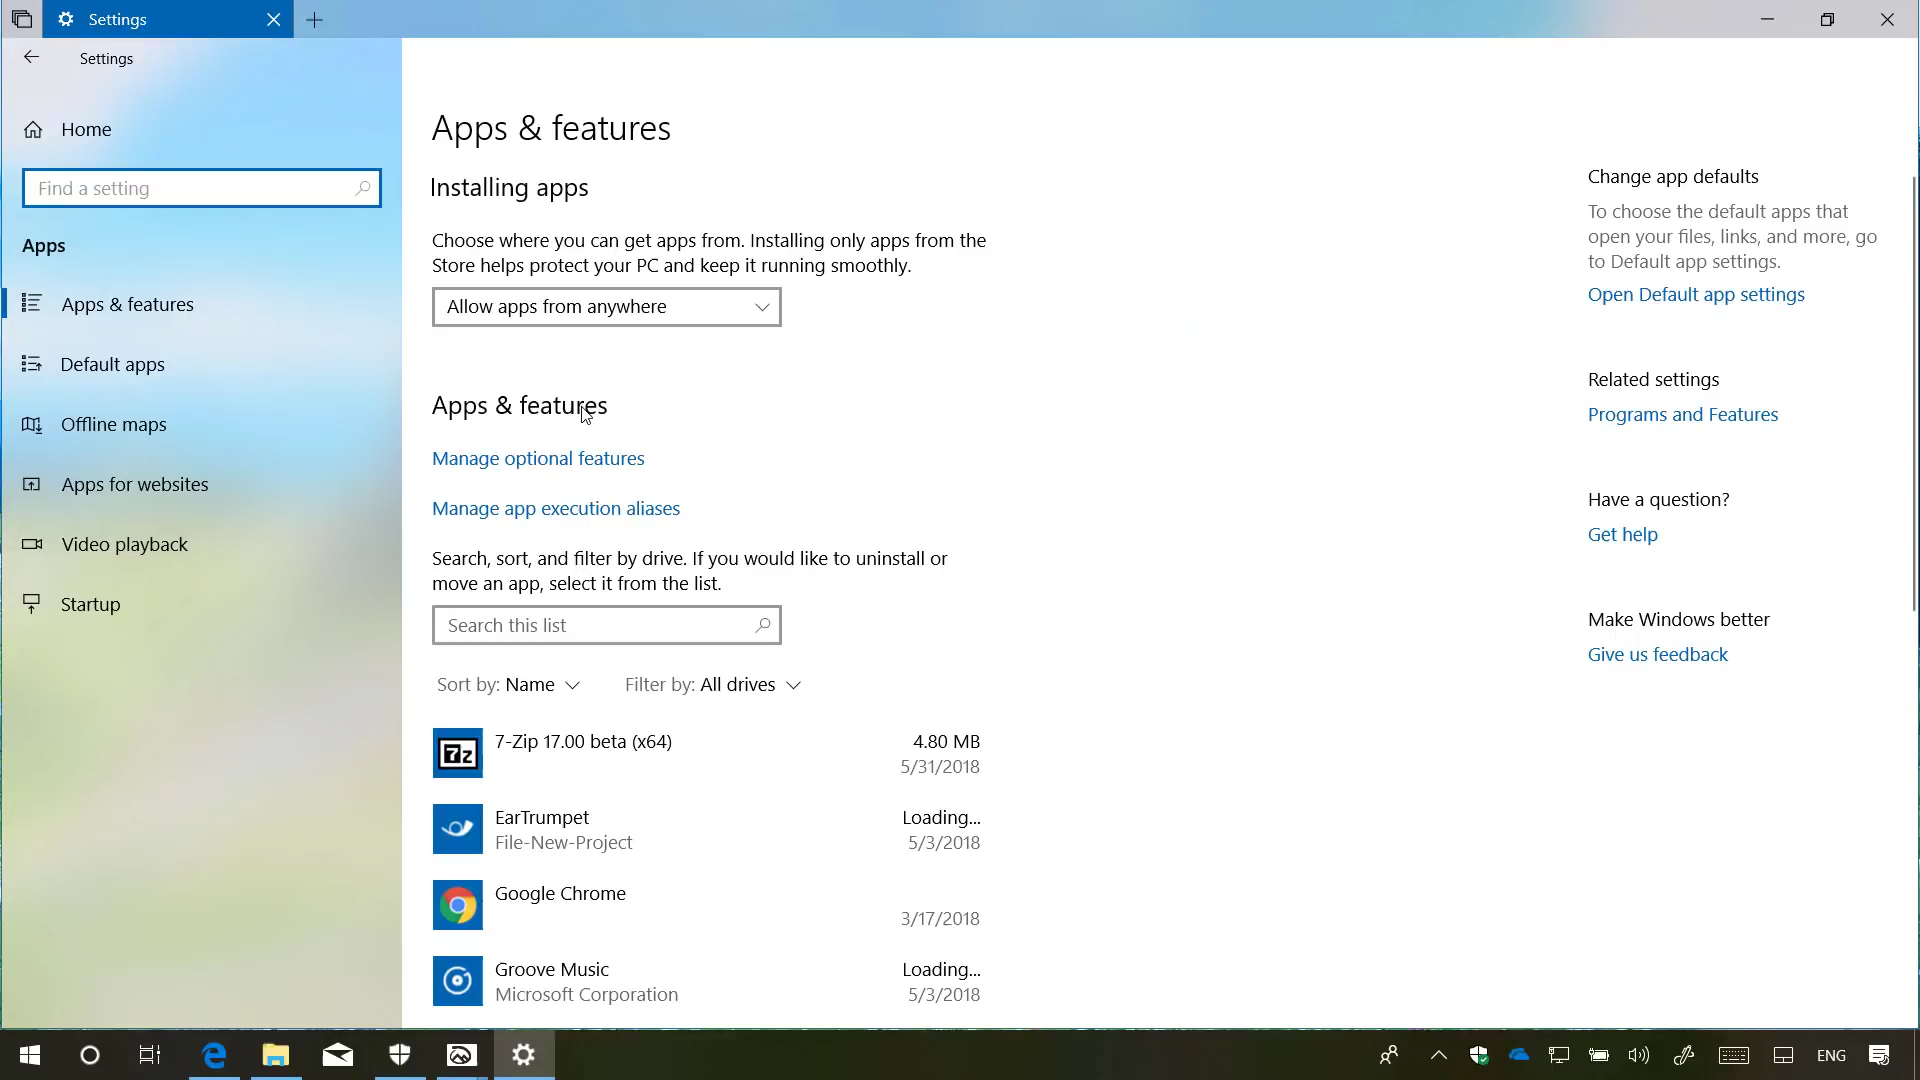 Settings
Settings
Home
Find a setting
Apps
Apps & features
Default apps
Offline maps
Apps for websites
Video playback
Startup
Apps & features
Installing apps
Choose where you can get apps from. Installing only apps from the
Store helps protect your PC and keep it running smoothly.
Allow apps from anywhere
Apps & features
Manage optional features
Manage app execution aliases
Search, sort, and filter by drive. If you would like to uninstall or
move an app, select it from the list.
Search this list
Sort by: Name Filter by: All drives
7-Zip 17.00 beta (x64) 4.80 MB
5/31/2018
EarTrumpet Loading...
File-New-Project 5/3/2018
Google Chrome
3/17/2018
Groove Music Loading...
Microsoft Corporation 5/3/2018
Change app defaults
To choose the default apps that
open your files, links, and more, go
to Default app settings.
Open Default app settings
Related settings
Programs and Features
Have a question?
Get help
Make Windows better
Give us feedback
ENG